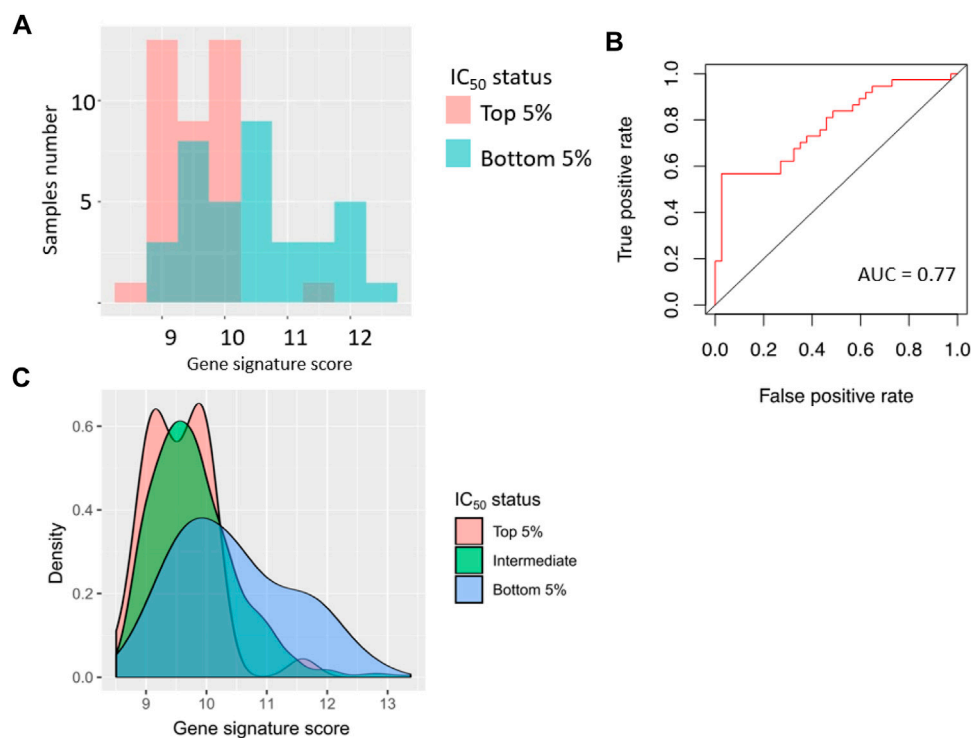 A
Samples number
10
5
9 10 11 12
Gene signature score
IC50 status
Top 5%
Bottom 5%
B
True positive rate
1.0
0.8
0.6
0.4
0.2
0.0
AUC = 0.77
0.0 0.2 0.4 0.6 0.8 1.0
False positive rate
C
Density
0.6
0.4
0.2
0.0
9 10 11 12 13
Gene signature score
IC50 status
Top 5%
Intermediate
Bottom 5%